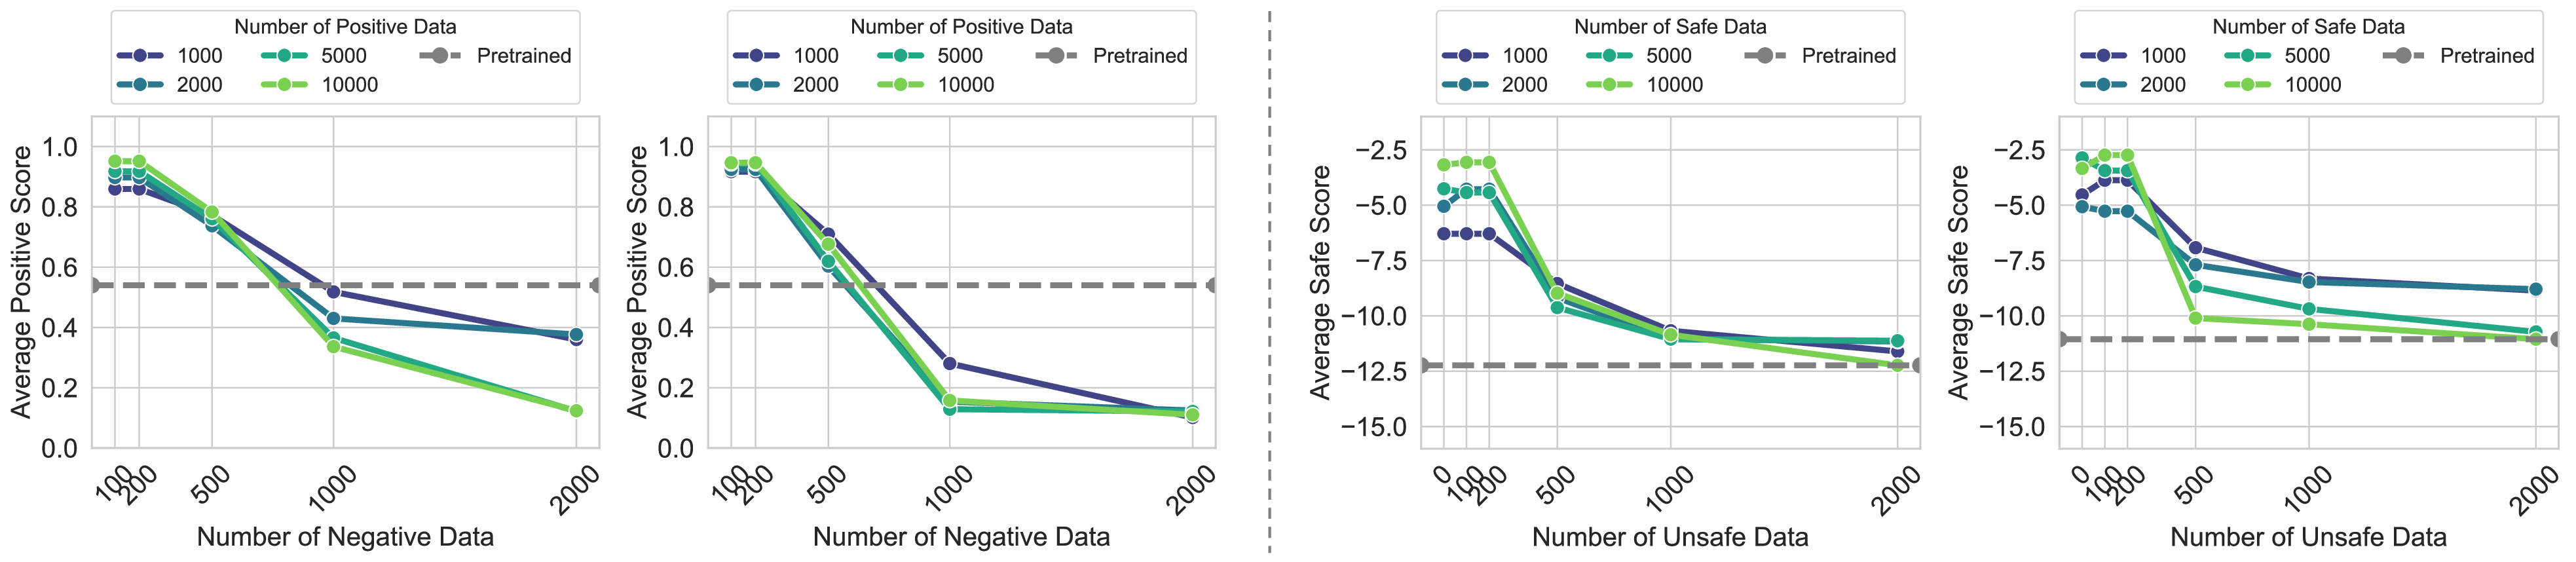 Number of Positive Data
1000 5000 Pretrained
2000 10000
Average Positive Score
1.0
0.8
0.6
0.4
0.2
0.0
100 200 500 1000 2000
Number of Negative Data
Number of Positive Data
1000 5000 Pretrained
2000 10000
Average Positive Score
1.0
0.8
0.6
0.4
0.2
0.0
100 200 500 1000 2000
Number of Negative Data
Number of Safe Data
1000 5000 Pretrained
2000 10000
Average Safe Score
−2.5
−5.0
−7.5
−10.0
−12.5
−15.0
0 100 200 500 1000 2000
Number of Unsafe Data
Number of Safe Data
1000 5000 Pretrained
2000 10000
Average Safe Score
−2.5
−5.0
−7.5
−10.0
−12.5
−15.0
0 100 200 500 1000 2000
Number of Unsafe Data